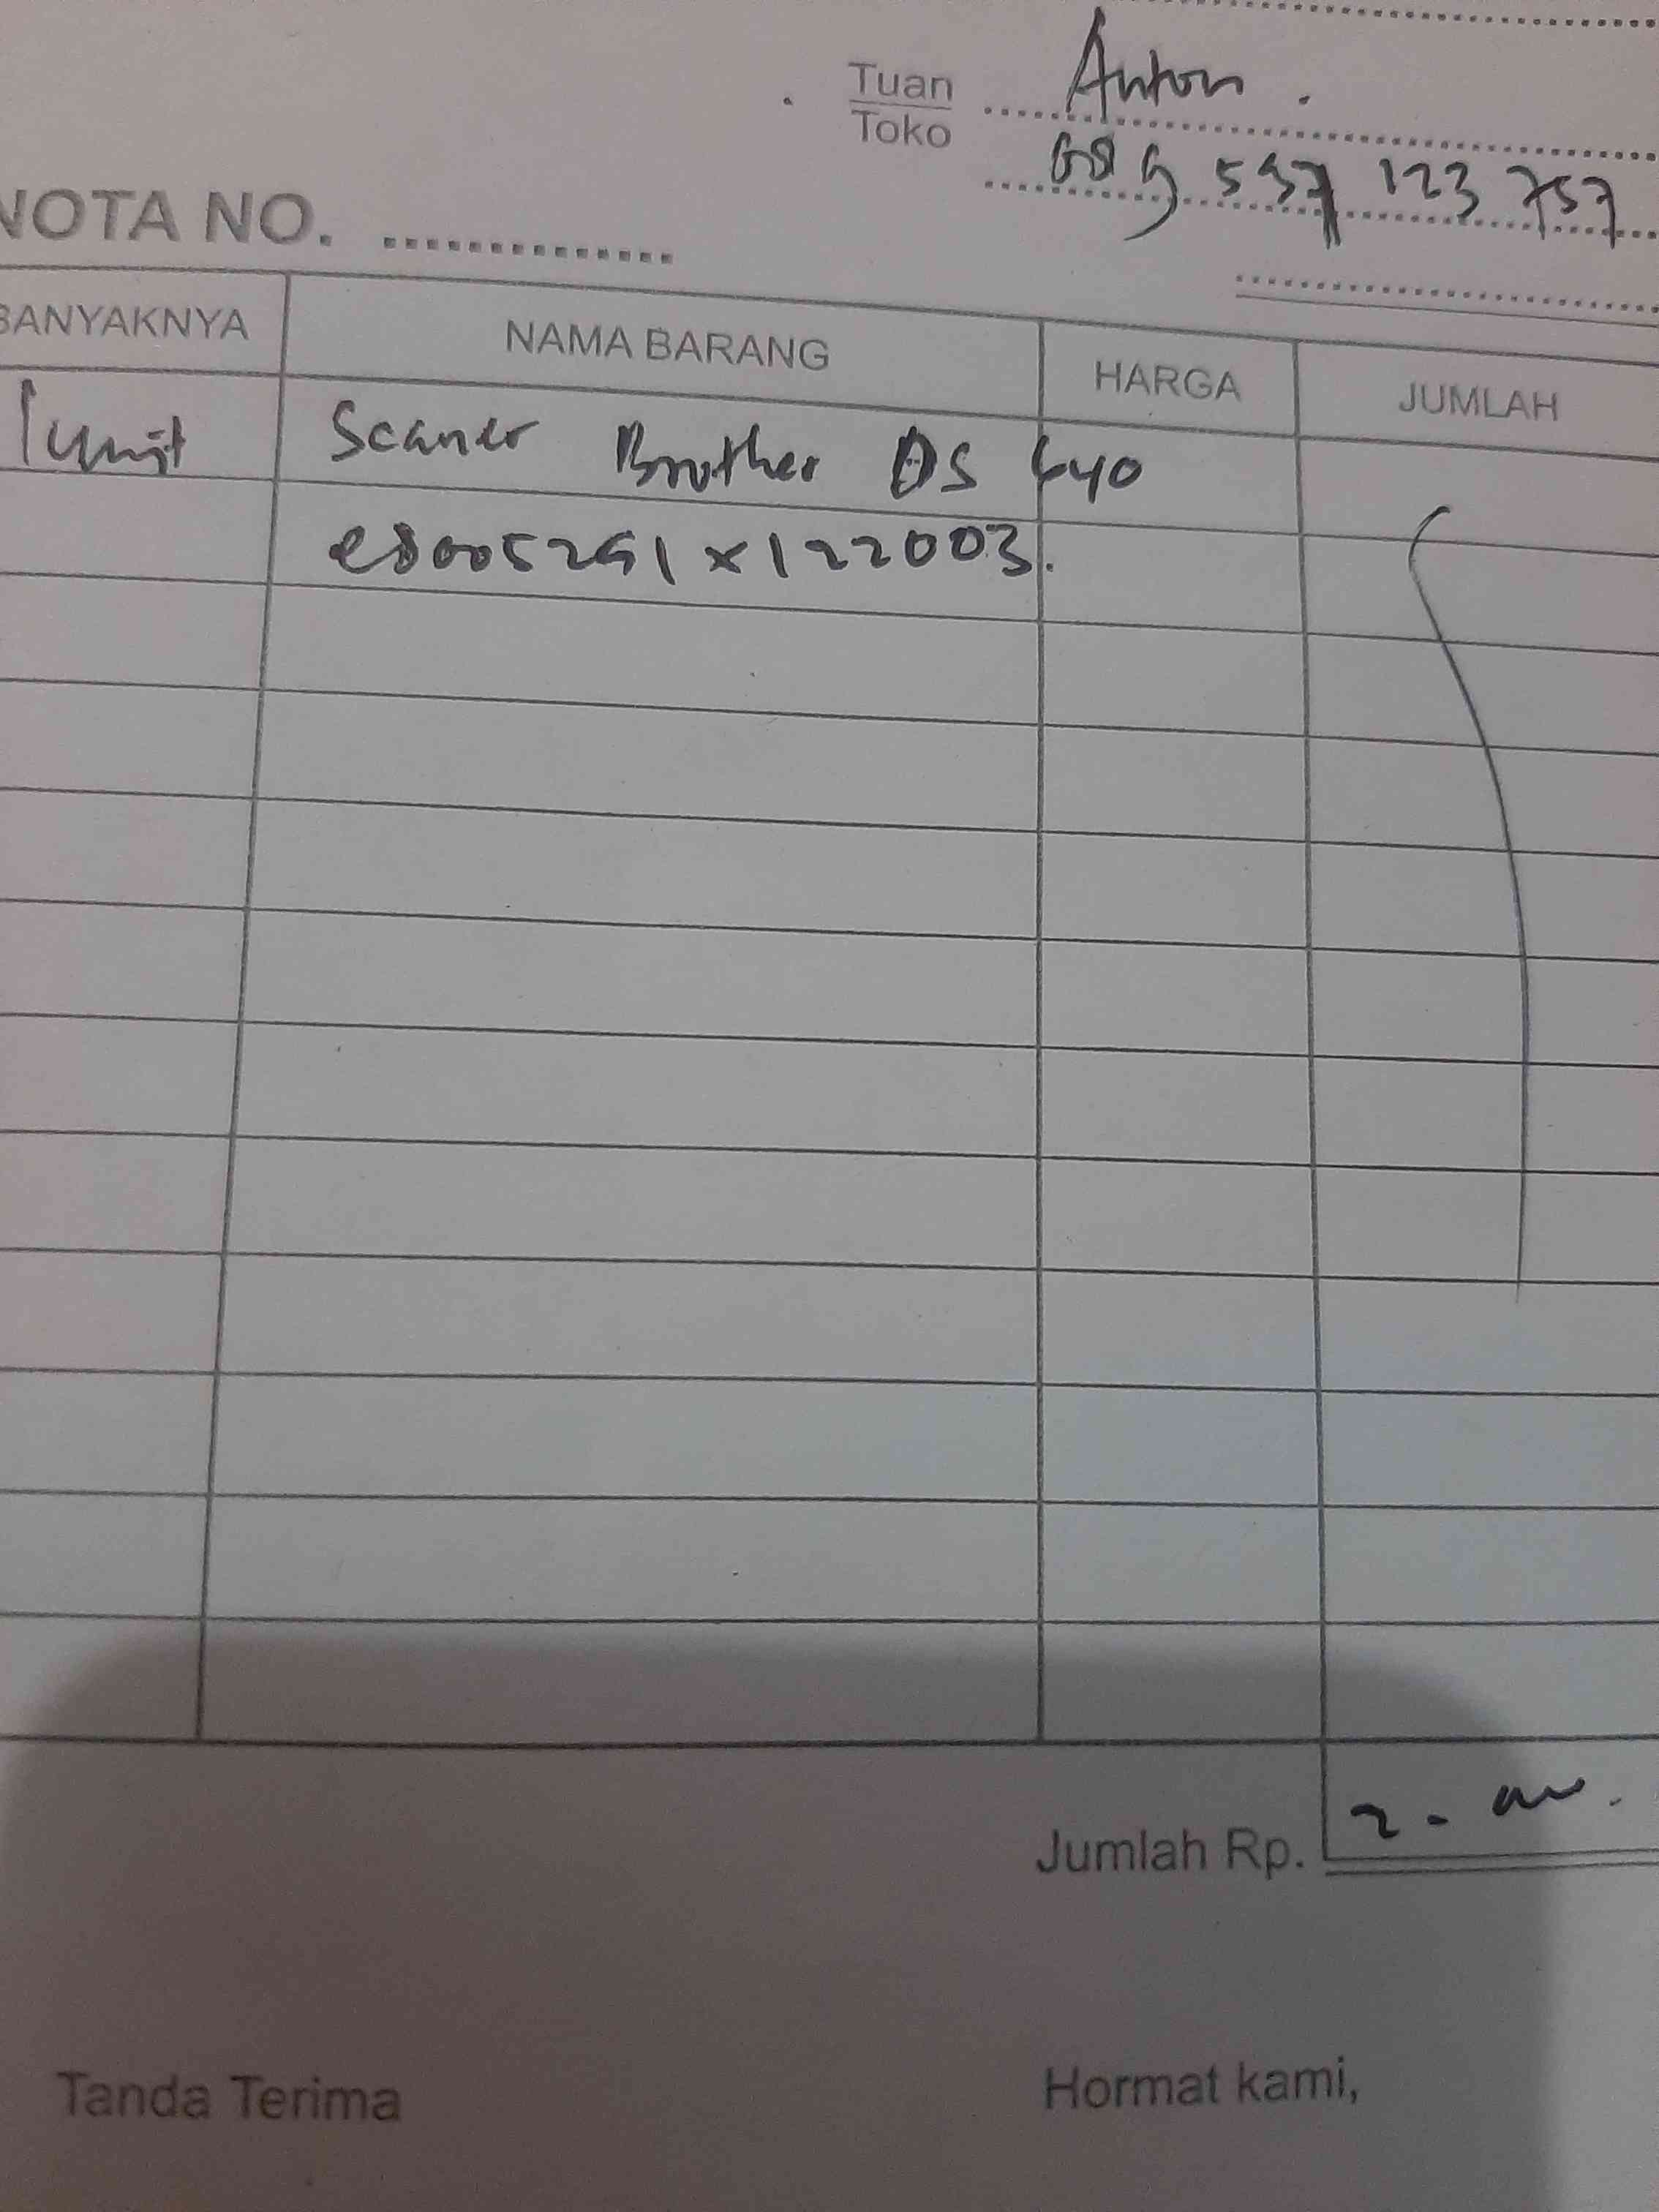 Tuan Anton.
Toko 089 537 123 757
NOTA NO.
BANYAKNYA NAMA BARANG HARGA JUMLAH
1 unit Scaner Brother DS 640
e80052G1x122003.
Jumlah Rp. 2-
Tanda Terima Hormat kami,